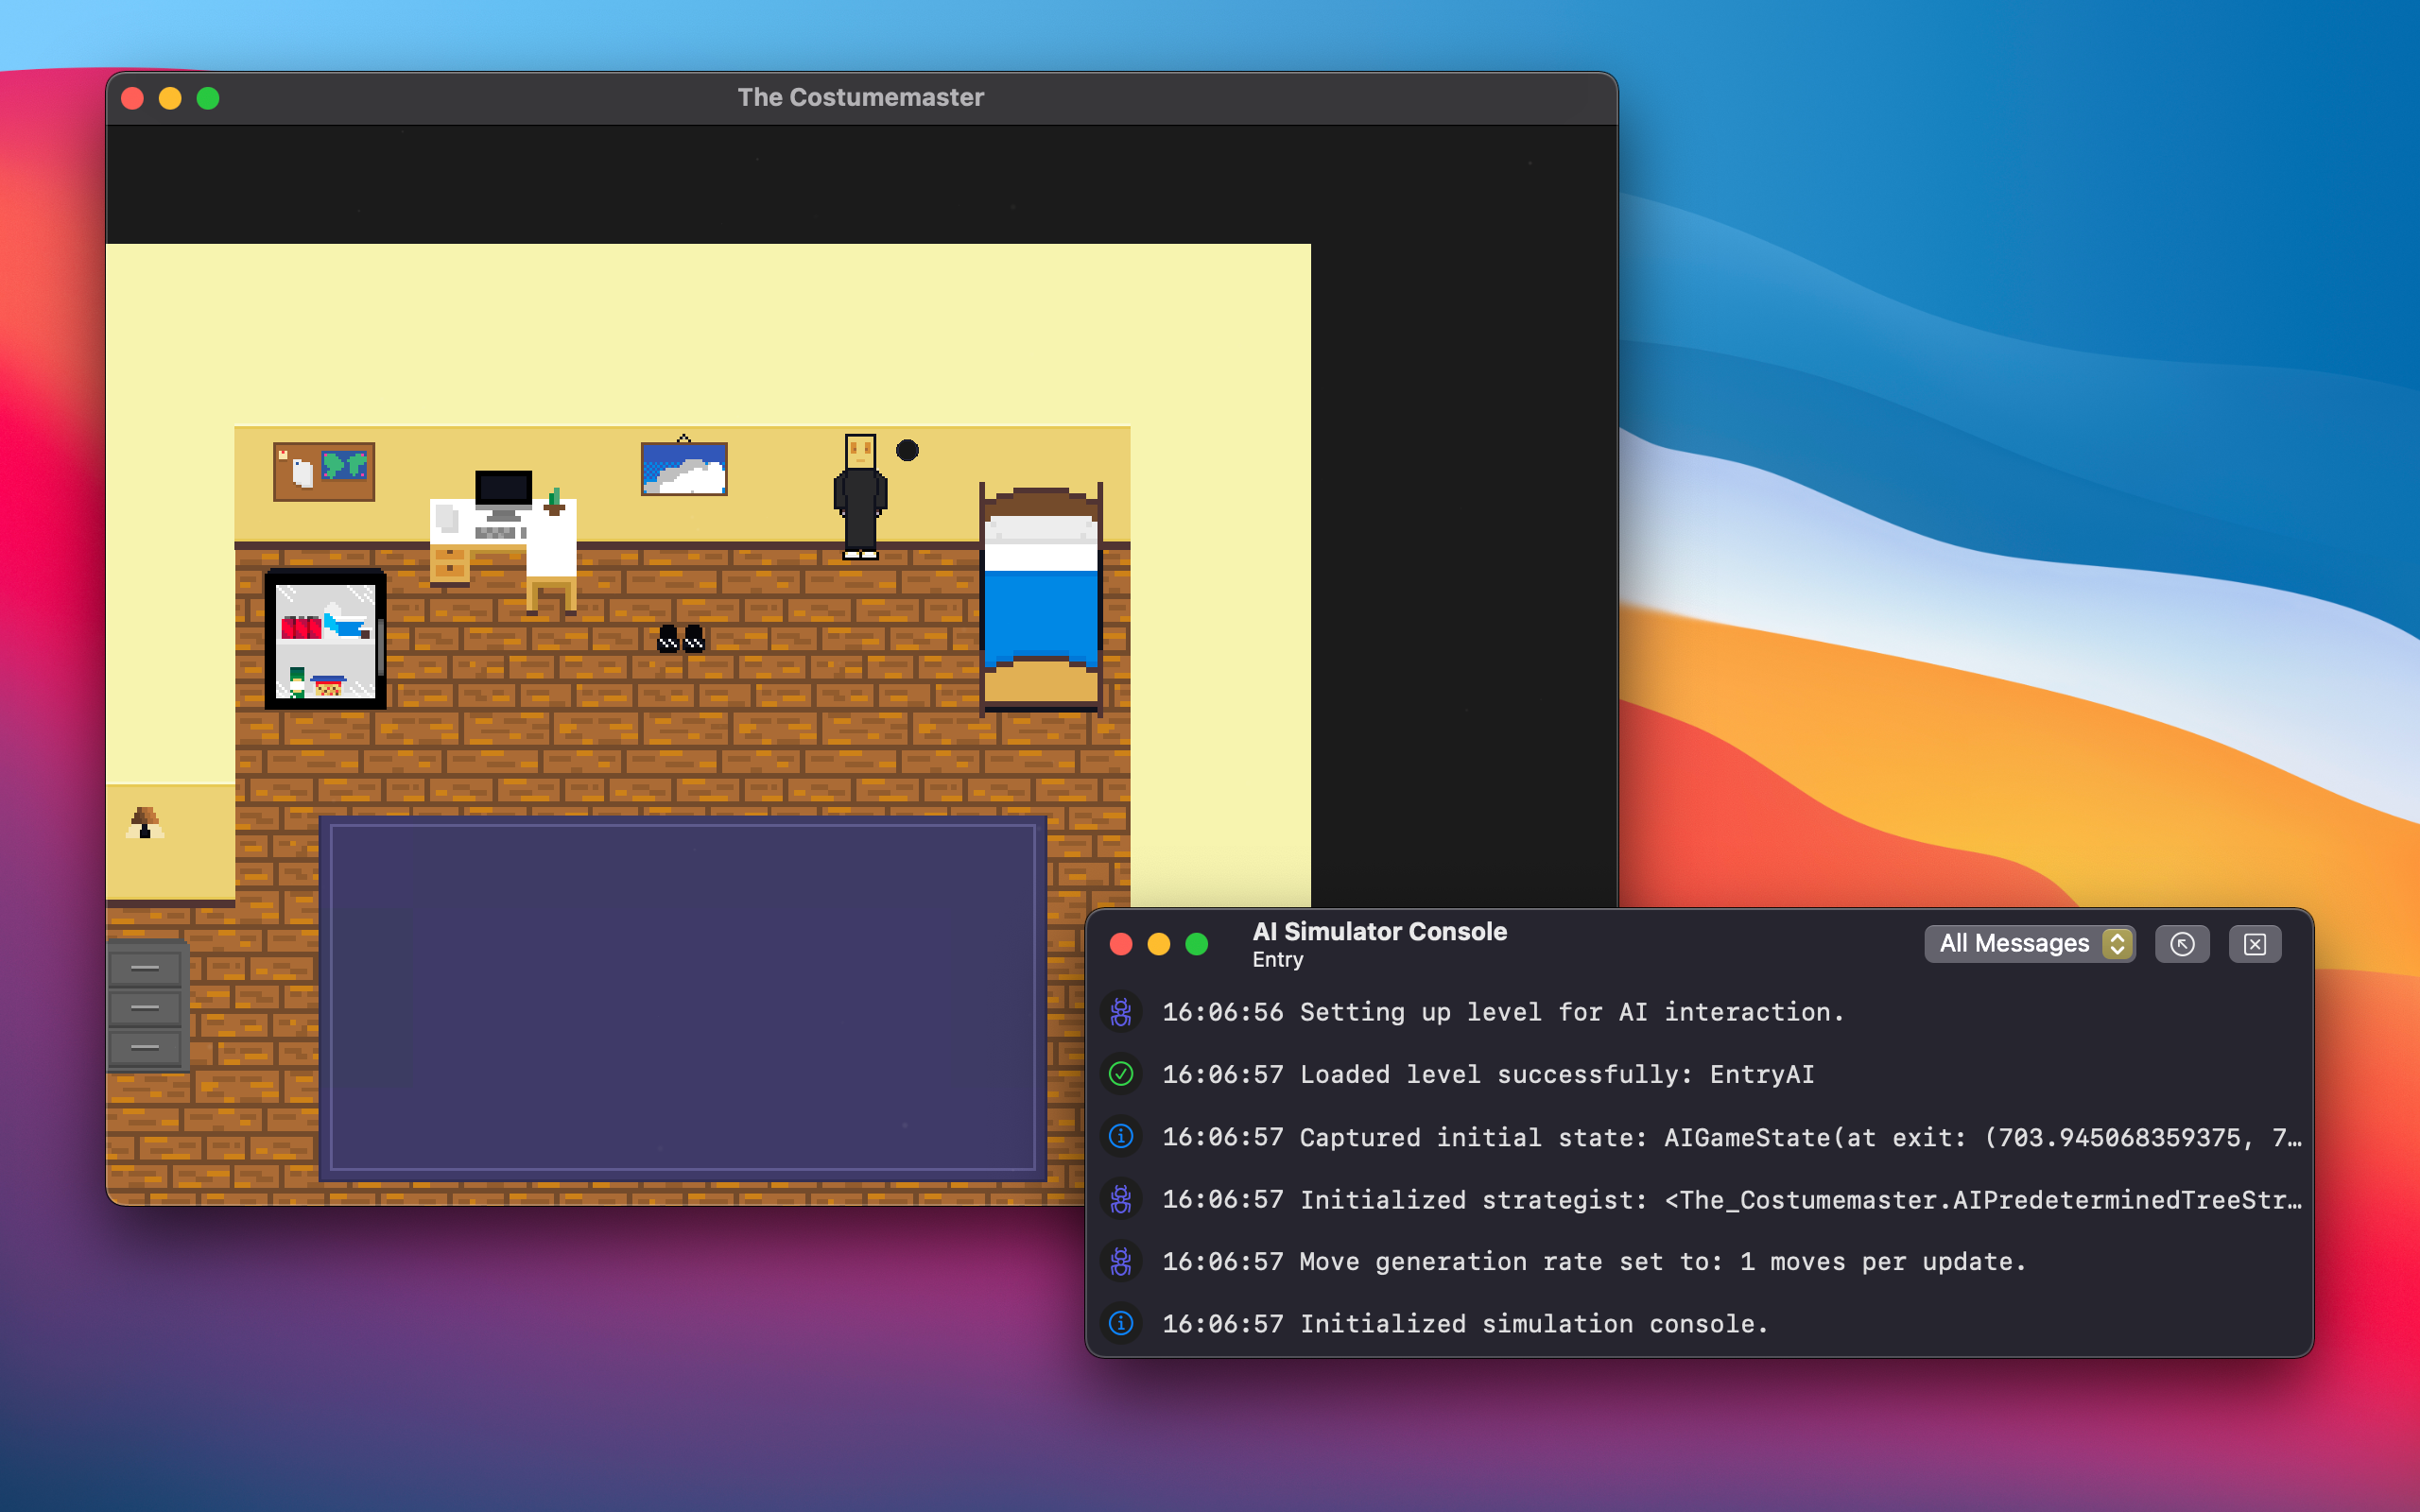 The Costumemaster
AI Simulator Console
Entry
All Messages
16:06:56 Setting up level for AI interaction.
16:06:57 Loaded level successfully: EntryAI
16:06:57 Captured initial state: AIGameState(at exit: (703.945068359375, 7…
16:06:57 Initialized strategist: <The_Costumemaster.AIPredeterminedTreeStr…
16:06:57 Move generation rate set to: 1 moves per update.
16:06:57 Initialized simulation console.